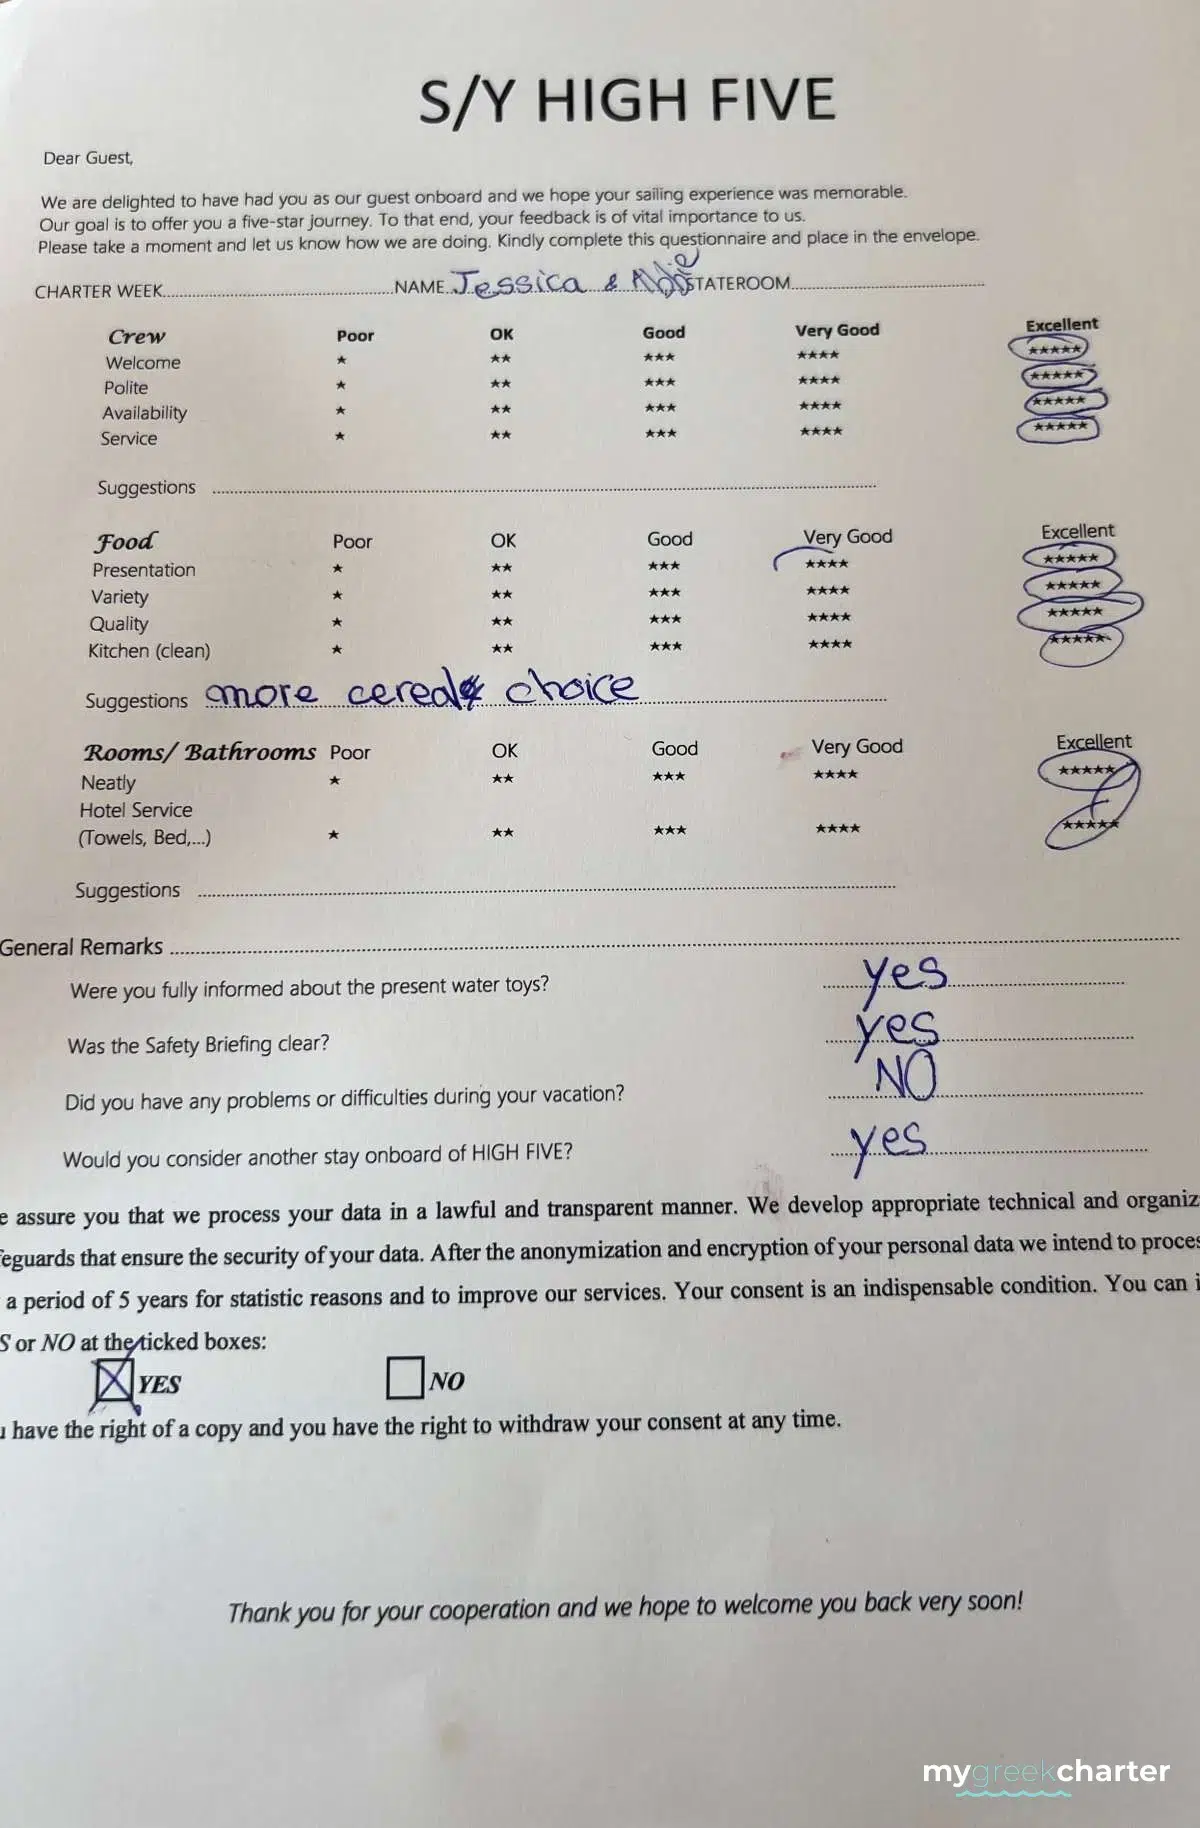 S/Y HIGH FIVE
Dear Guest,
We are delighted to have had you as our guest onboard and we hope your sailing experience was memorable.
Our goal is to offer you a five-star journey. To that end, your feedback is of vital importance to us.
Please take a moment and let us know how we are doing. Kindly complete this questionnaire and place in the envelope.
CHARTER WEEK NAME Jessica & Abbie STATEROOM
Crew Poor OK Good Very Good Excellent
Welcome ★ ★★ ★★★ ★★★★ ★★★★★
Polite ★ ★★ ★★★ ★★★★ ★★★★★
Availability ★ ★★ ★★★ ★★★★ ★★★★★
Service ★ ★★ ★★★ ★★★★ ★★★★★
Suggestions
Food Poor OK Good Very Good Excellent
Presentation ★ ★★ ★★★ ★★★★ ★★★★★
Variety ★ ★★ ★★★ ★★★★ ★★★★★
Quality ★ ★★ ★★★ ★★★★ ★★★★★
Kitchen (clean) ★ ★★ ★★★ ★★★★ ★★★★★
Suggestions more cereal choice
Rooms/ Bathrooms Poor OK Good Very Good Excellent
Neatly ★ ★★ ★★★ ★★★★ ★★★★★
Hotel Service
(Towels, Bed,...) ★ ★★ ★★★ ★★★★ ★★★★★
Suggestions
General Remarks
Were you fully informed about the present water toys? yes
Was the Safety Briefing clear? yes
Did you have any problems or difficulties during your vacation? NO
Would you consider another stay onboard of HIGH FIVE? yes
e assure you that we process your data in a lawful and transparent manner. We develop appropriate technical and organiz
feguards that ensure the security of your data. After the anonymization and encryption of your personal data we intend to proces
a period of 5 years for statistic reasons and to improve our services. Your consent is an indispensable condition. You can i
S or NO at the ticked boxes:
YES NO
u have the right of a copy and you have the right to withdraw your consent at any time.
Thank you for your cooperation and we hope to welcome you back very soon!
mygreekcharter